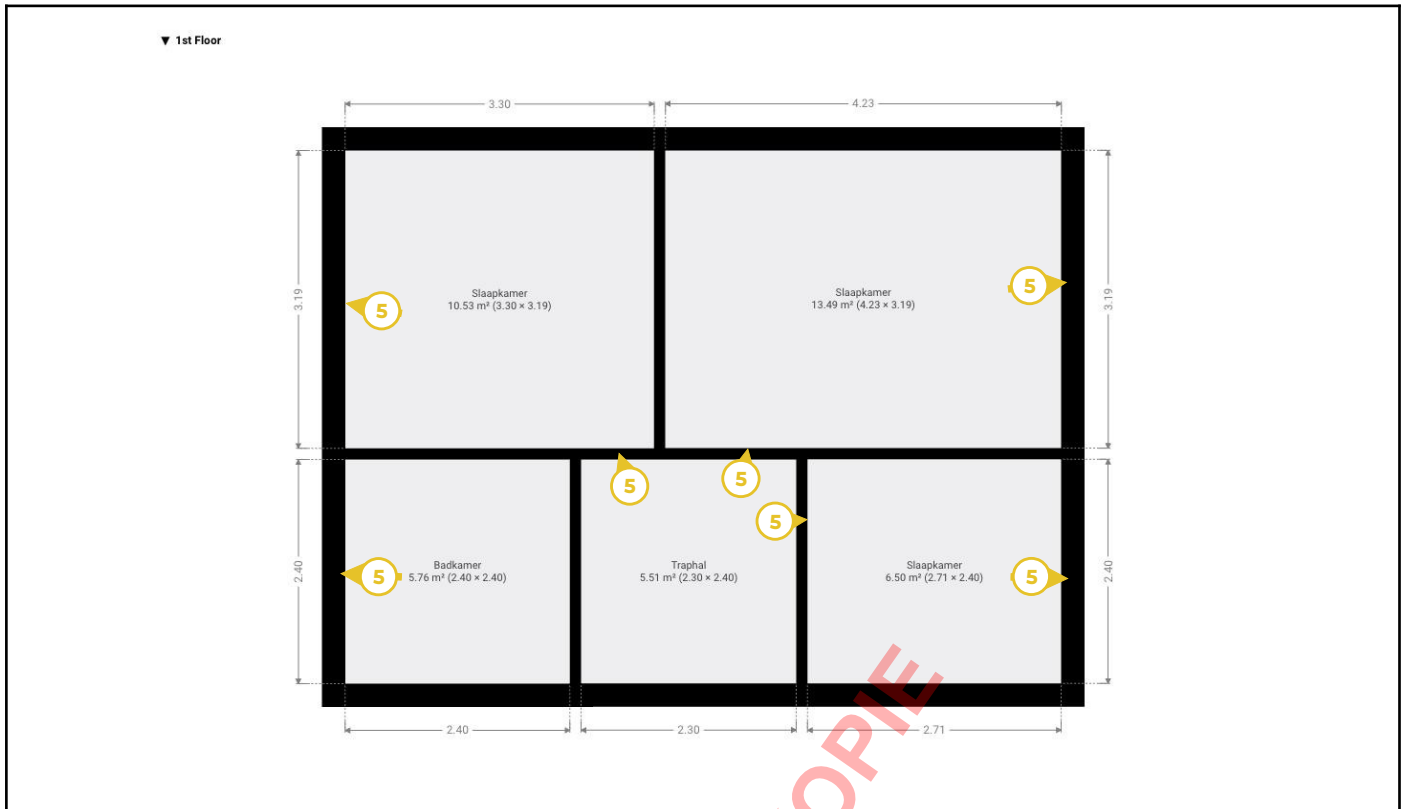 ▼ 1st Floor
3.30
4.23
3.19
3.19
Slaapkamer
10.53 m² (3.30 × 3.19)
5
Slaapkamer
13.49 m² (4.23 × 3.19)
5
5
5
5
2.40
2.40
Badkamer
5.76 m² (2.40 × 2.40)
5
Traphal
5.51 m² (2.30 × 2.40)
Slaapkamer
6.50 m² (2.71 × 2.40)
5
2.40
2.30
2.71
OPIE